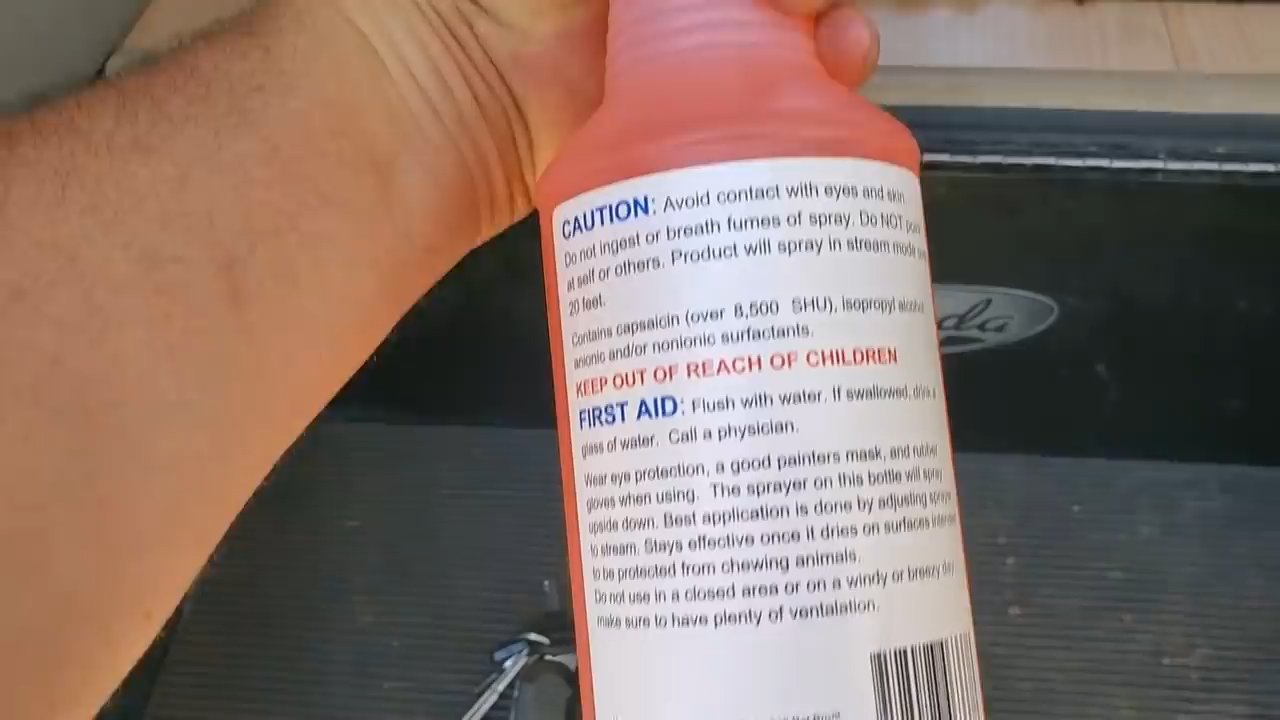 CAUTION: Avoid contact with eyes and skin
Do not ingest or breath fumes of spray. Do NOT
at self or others. Product will spray in stream mode
20 feet.
Contains capsaicin (over 8,500 SHU), isopropyl alcohol
anionic and/or nonionic surfactants.
KEEP OUT OF REACH OF CHILDREN
FIRST AID: Flush with water. If swallowed, drink a
glass of water. Call a physician.
Wear eye protection, a good painters mask, and rubber
gloves when using. The sprayer on this bottle will spray
upside down. Best application is done by adjusting
to stream. Stays effective once it dries on surfaces
to be protected from chewing animals.
Do not use in a closed area or on a windy or breezy
make sure to have plenty of ventalation.
da